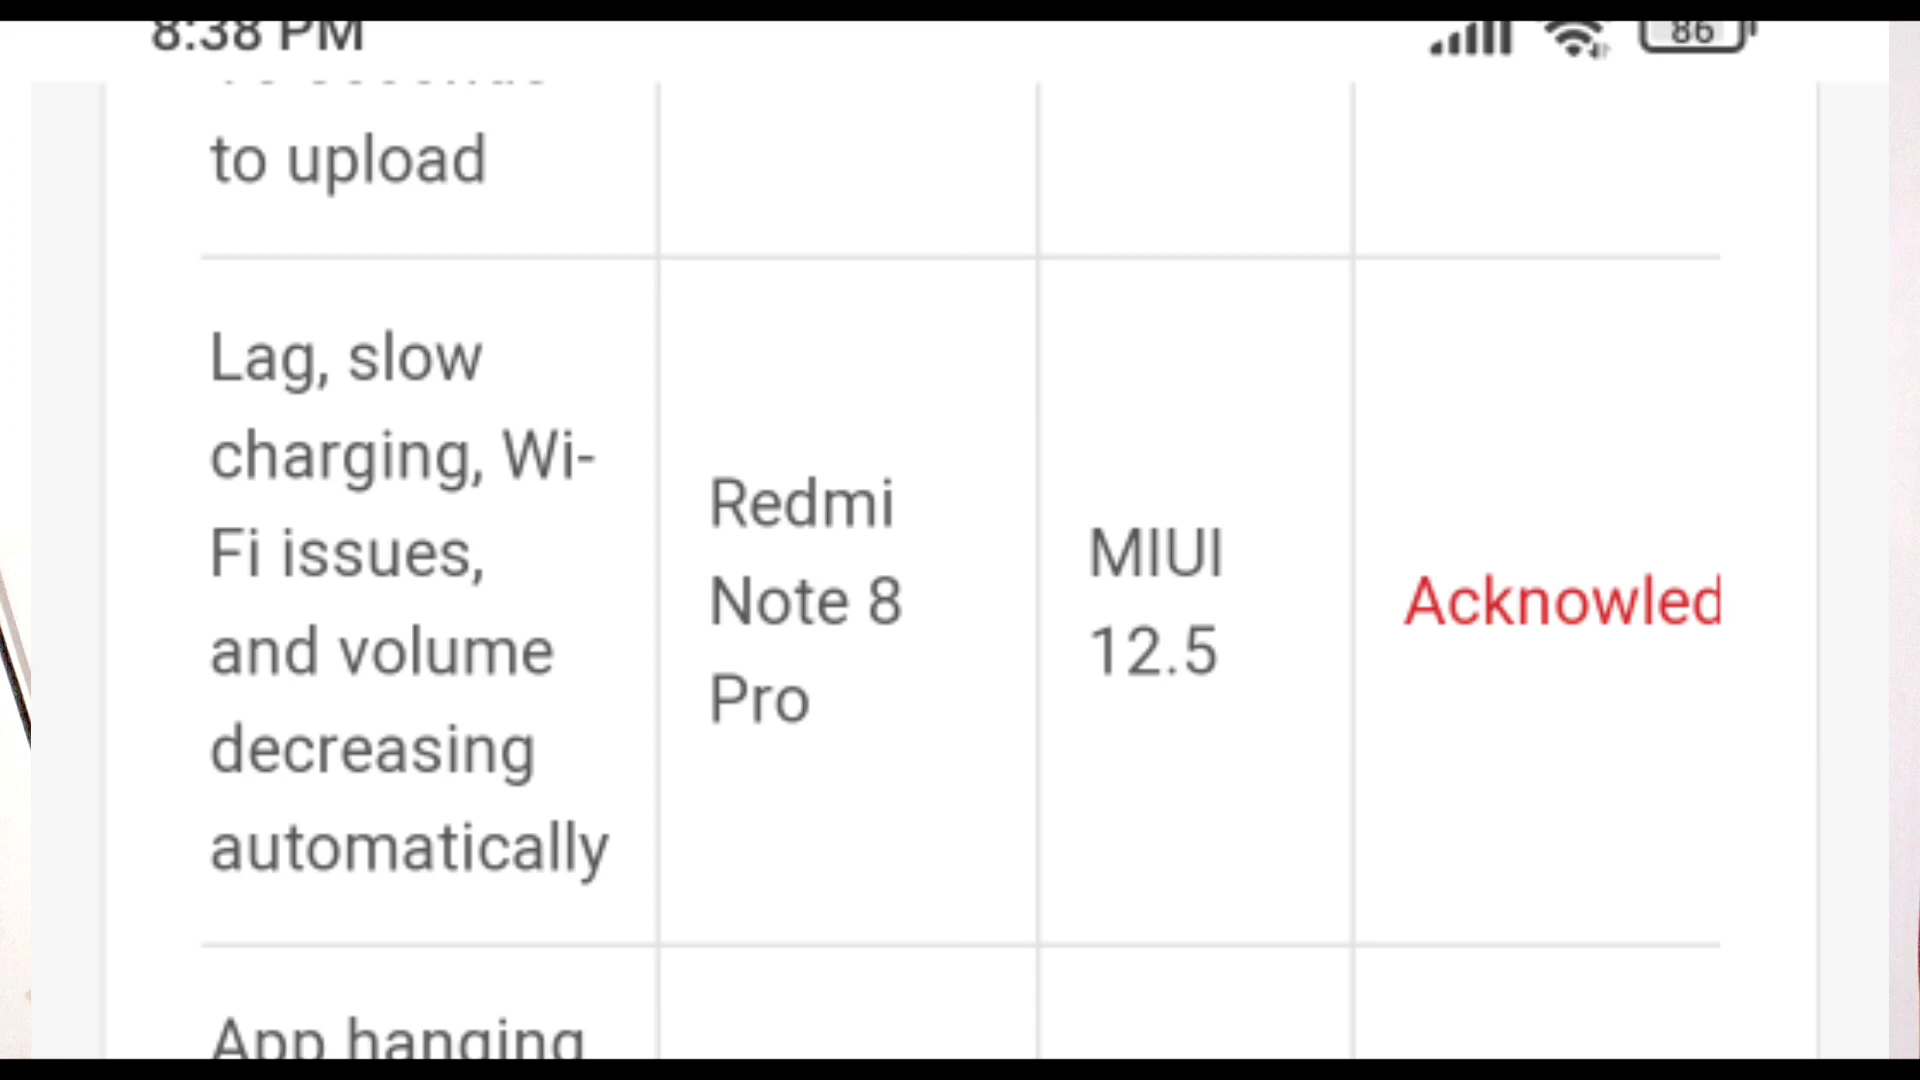 8:38 PM
86
to upload
Lag, slow
charging, Wi-
Fi issues,
and volume
decreasing
automatically
Redmi
Note 8
Pro
MIUI
12.5
Acknowled
App hanging